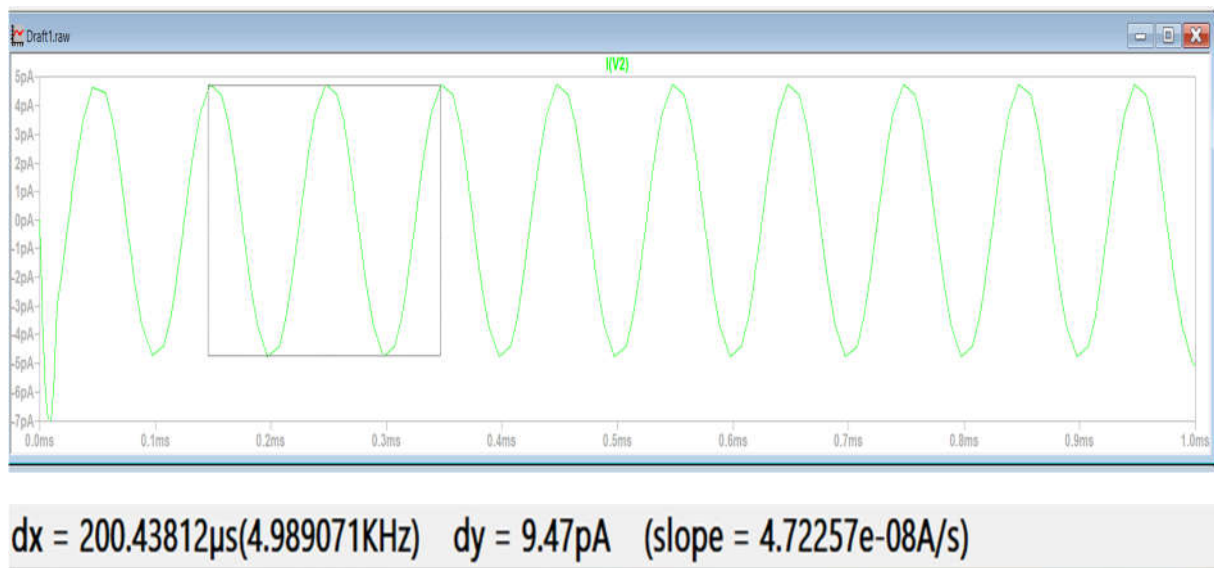 Draft1.raw
I(V2)
5pA
4pA
3pA
2pA
1pA
0pA
-1pA
-2pA
-3pA
-4pA
-5pA
-6pA
-7pA
0.0ms 0.1ms 0.2ms 0.3ms 0.4ms 0.5ms 0.6ms 0.7ms 0.8ms 0.9ms 1.0ms
dx = 200.43812µs(4.989071KHz) dy = 9.47pA (slope = 4.72257e-08A/s)